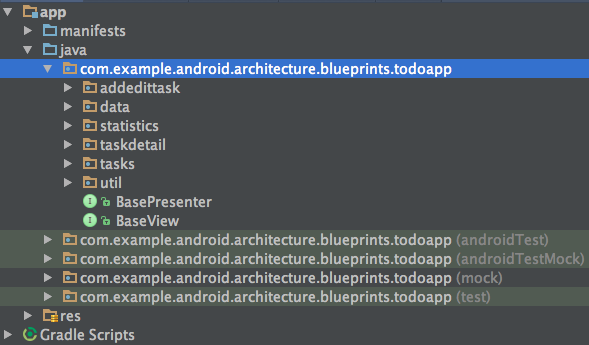 app
manifests
java
com.example.android.architecture.blueprints.todoapp
addedittask
data
statistics
taskdetail
tasks
util
BasePresenter
BaseView
com.example.android.architecture.blueprints.todoapp (androidTest)
com.example.android.architecture.blueprints.todoapp (androidTestMock)
com.example.android.architecture.blueprints.todoapp (mock)
com.example.android.architecture.blueprints.todoapp (test)
res
Gradle Scripts